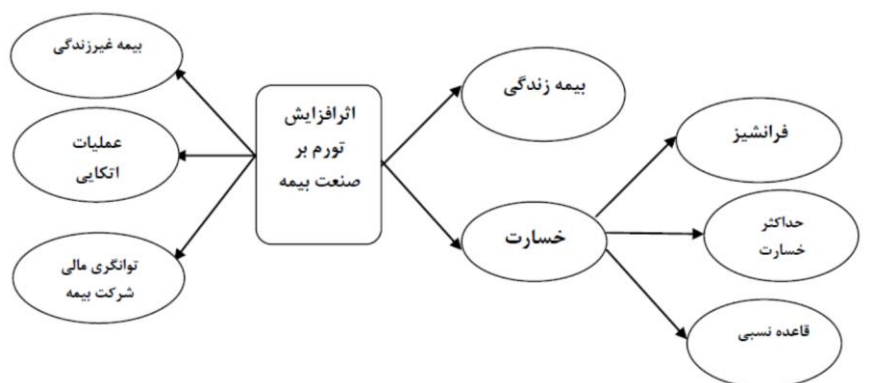 اثرافزایش
تورم بر
صنعت بیمه
بیمه زندگی
خسارت
فرانشیز
حداکثر
خسارت
قاعده نسبی
بیمه غیرزندگی
عملیات
اتکایی
توانگری مالی
شرکت بیمه